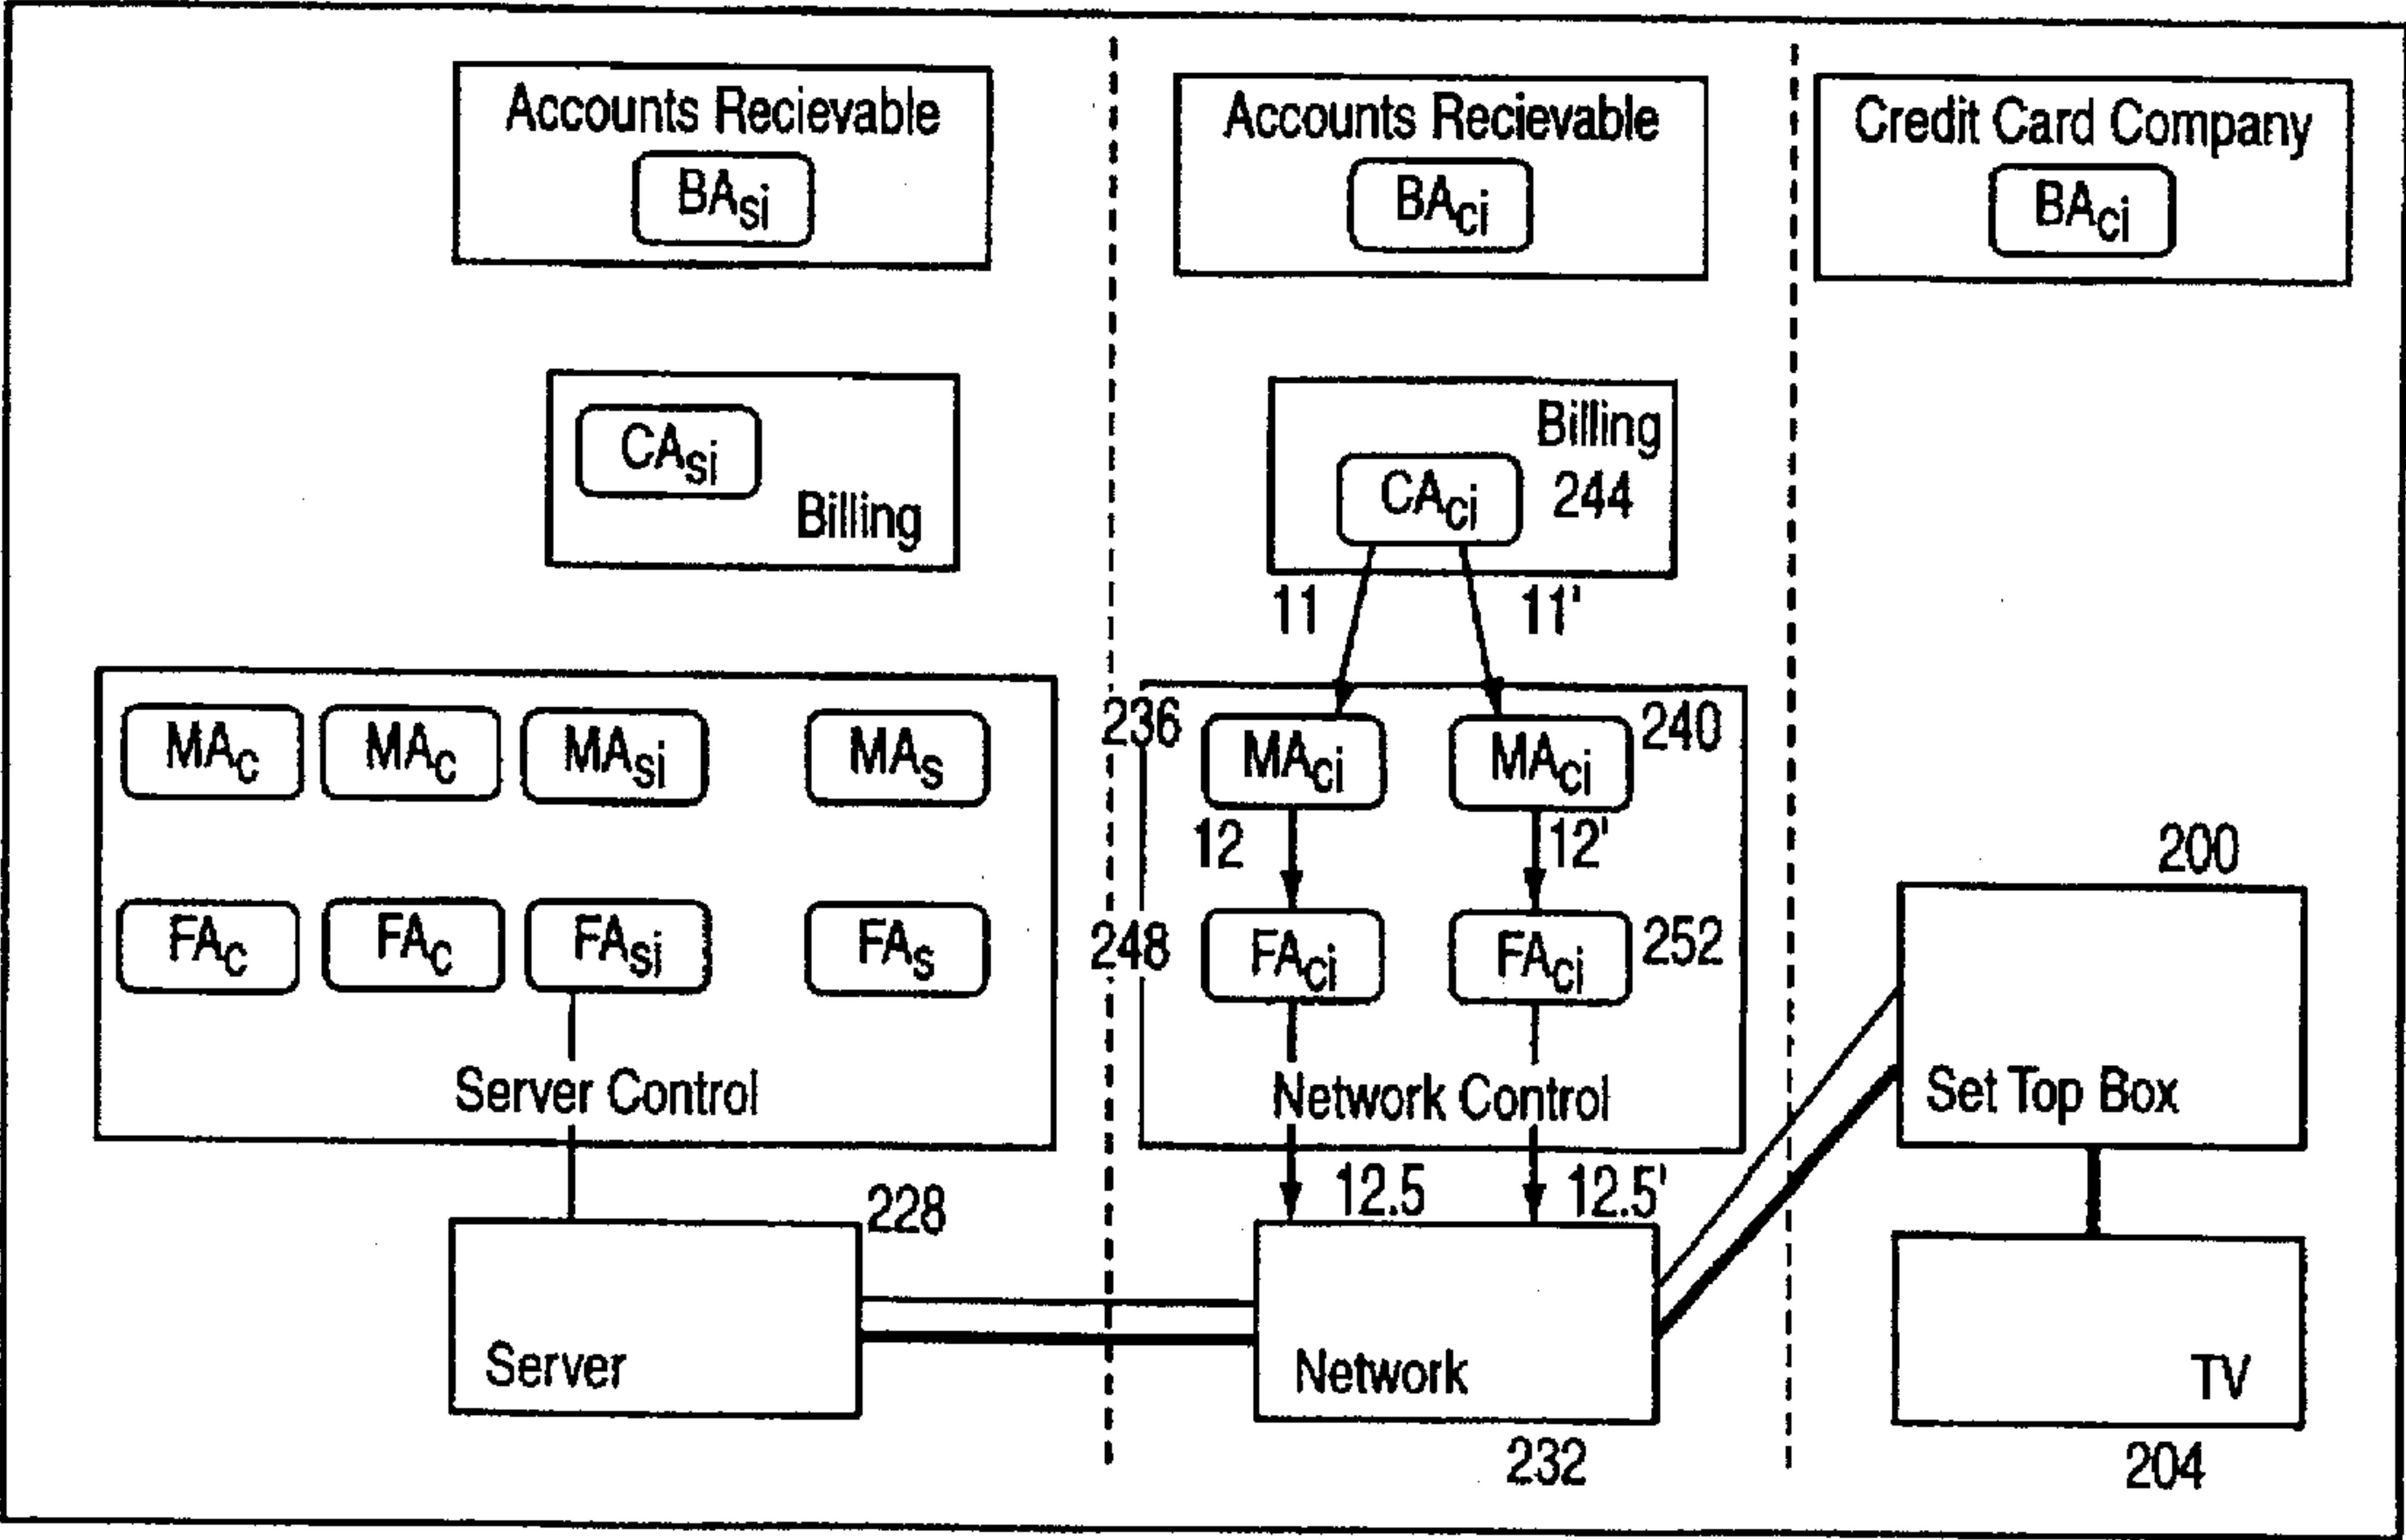 Accounts Recievable
BAsi
Accounts Recievable
BAci
Credit Card Company
BAci
CAsi
Billing
Billing
CAci
244
11
11'
MAc
MAc
MAsi
MAs
236
MAci
MAci
240
12
12'
FAc
FAc
FAsi
FAs
248
FAci
FAci
252
200
Server Control
Network Control
Set Top Box
228
12.5
12.5'
Server
Network
TV
232
204